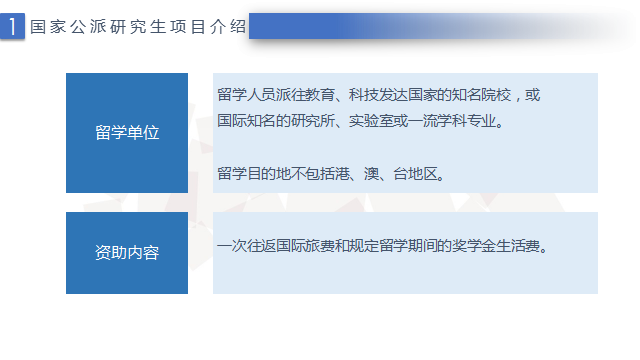 1 国家公派研究生项目介绍
留学单位
留学人员派往教育、科技发达国家的知名院校，或
国际知名的研究所、实验室或一流学科专业。
留学目的地不包括港、澳、台地区。
资助内容
一次往返国际旅费和规定留学期间的奖学金生活费。